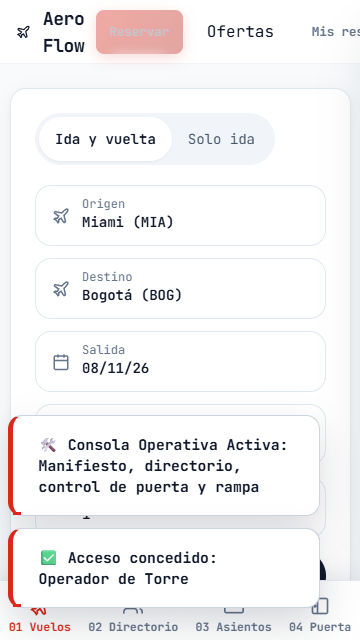 Aero
Flow
Reservar
Ofertas
Mis res
Ida y vuelta
Solo ida
Origen
Miami (MIA)
Destino
Bogotá (BOG)
Salida
08/11/26
🛠️ Consola Operativa Activa:
Manifiesto, directorio,
control de puerta y rampa
✅ Acceso concedido:
Operador de Torre
01 Vuelos
02 Directorio
03 Asientos
04 Puerta